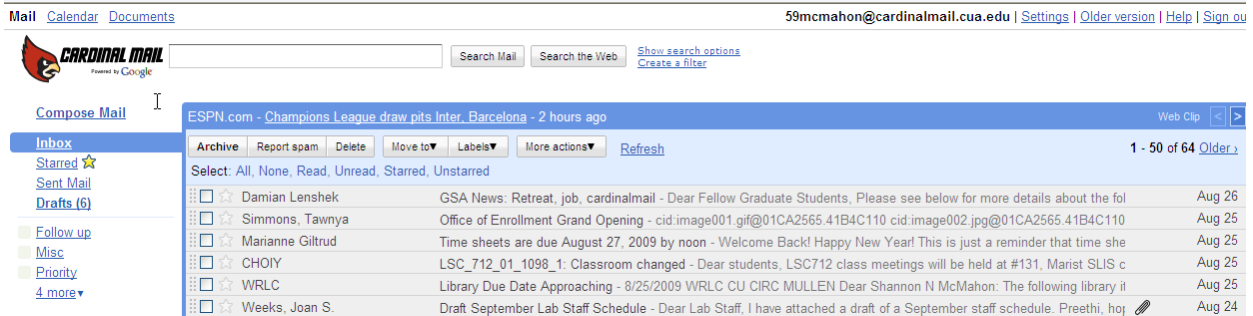 Mail Calendar Documents 59mcmahon@cardinalmail.cua.edu | Settings | Older version | Help | Sign ou
CARDINAL MAIL
Powered by Google
Search Mail Search the Web Show search options
Create a filter
Compose Mail
ESPN.com - Champions League draw pits Inter, Barcelona - 2 hours ago Web Clip < >
Inbox
Archive Report spam Delete Move to▼ Labels▼ More actions▼ Refresh 1 - 50 of 64 Older ›
Starred
Select: All, None, Read, Unread, Starred, Unstarred
Sent Mail
Drafts (6)
Follow up
Misc
Priority
4 more▼
Damian Lenshek GSA News: Retreat, job, cardinalmail - Dear Fellow Graduate Students, Please see below for more details about the fol Aug 26
Simmons, Tawnya Office of Enrollment Grand Opening - cid:image001.gif@01CA2565.41B4C110 cid:image002.jpg@01CA2565.41B4C110 Aug 25
Marianne Giltrud Time sheets are due August 27, 2009 by noon - Welcome Back! Happy New Year! This is just a reminder that time she Aug 25
CHOIY LSC_712_01_1098_1: Classroom changed - Dear students, LSC712 class meetings will be held at #131, Marist SLIS c Aug 25
WRLC Library Due Date Approaching - 8/25/2009 WRLC CU CIRC MULLEN Dear Shannon N McMahon: The following library it Aug 25
Weeks, Joan S. Draft September Lab Staff Schedule - Dear Lab Staff, I have attached a draft of a September staff schedule. Preethi, hop Aug 24